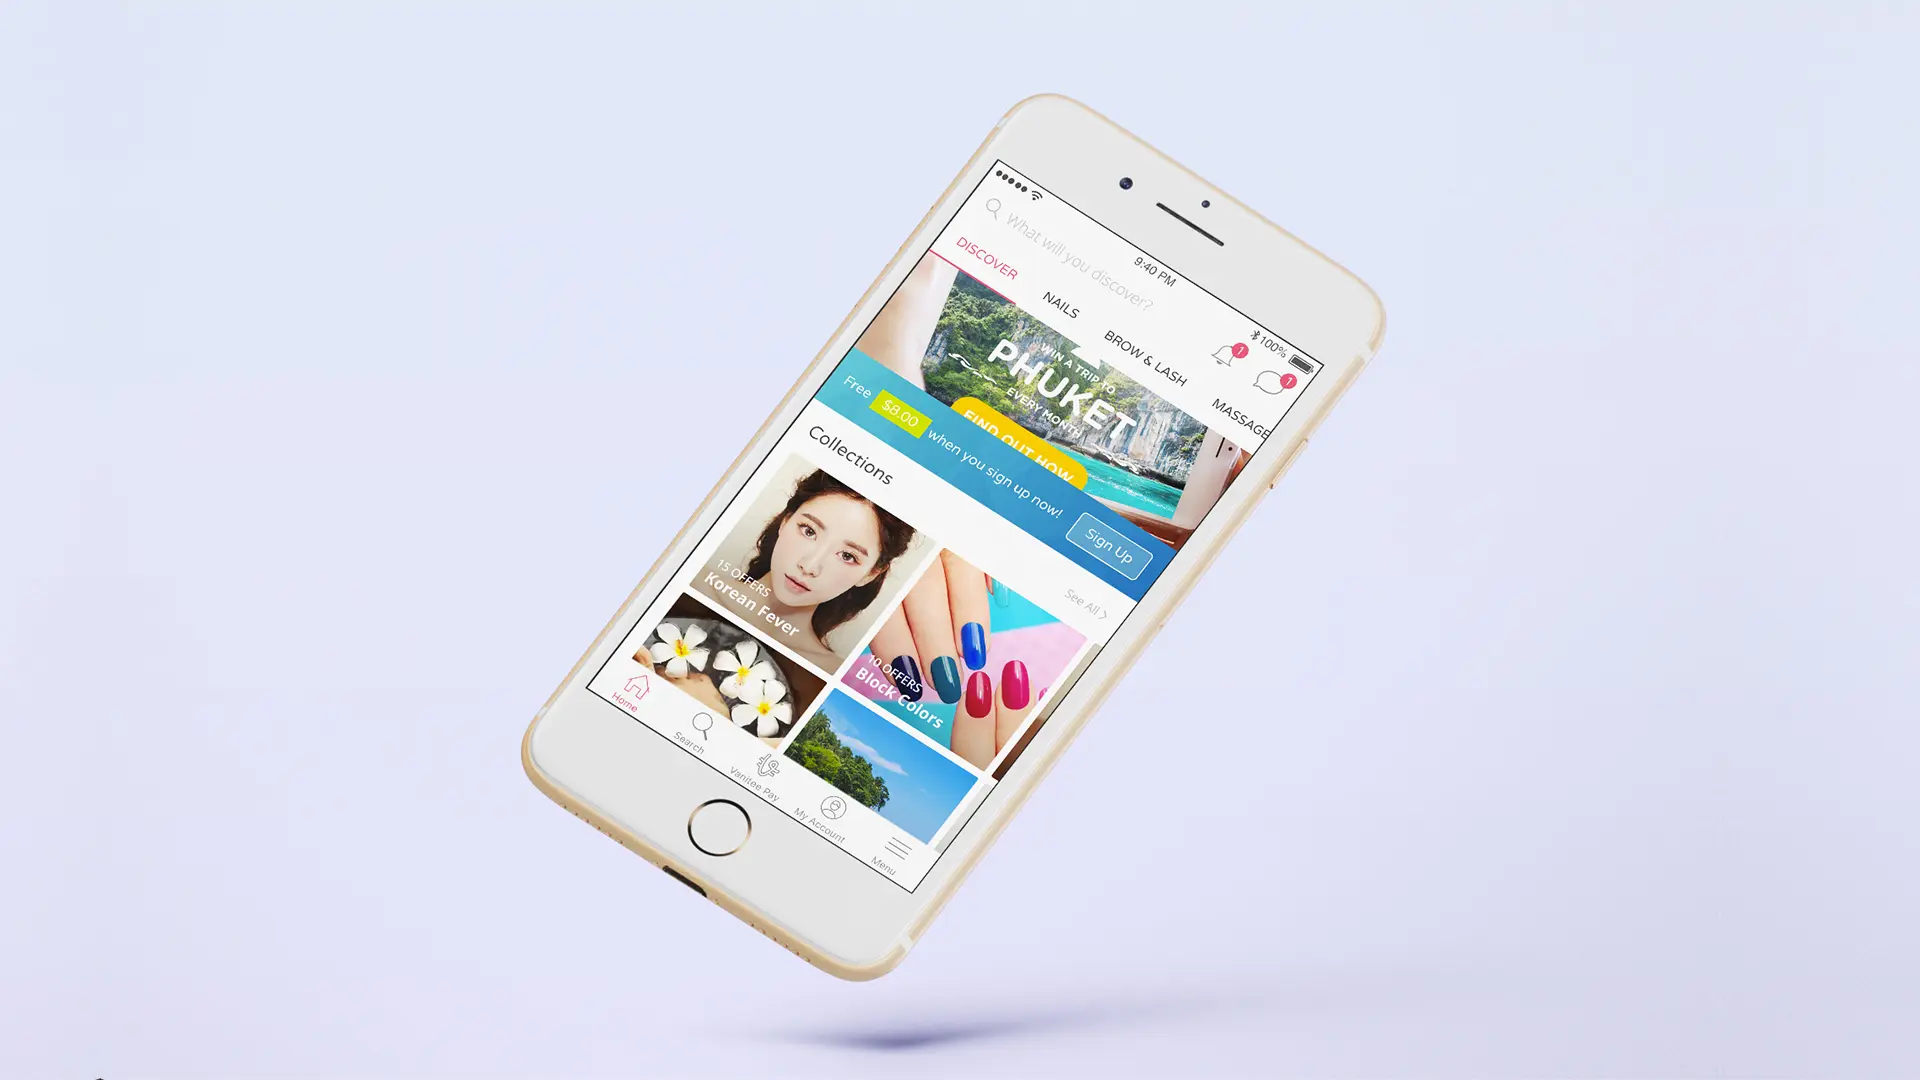 9:40 PM
100%
What will you discover?
1
1
DISCOVER
NAILS
BROW & LASH
MASSAGE
WIN A TRIP TO
PHUKET
EVERY MONTH
FIND OUT HOW
Free $8.00 when you sign up now!
Sign Up
Collections
See All
15 OFFERS
Korean Fever
10 OFFERS
Block Colors
Home
Search
Vanitee Pay
My Account
Menu